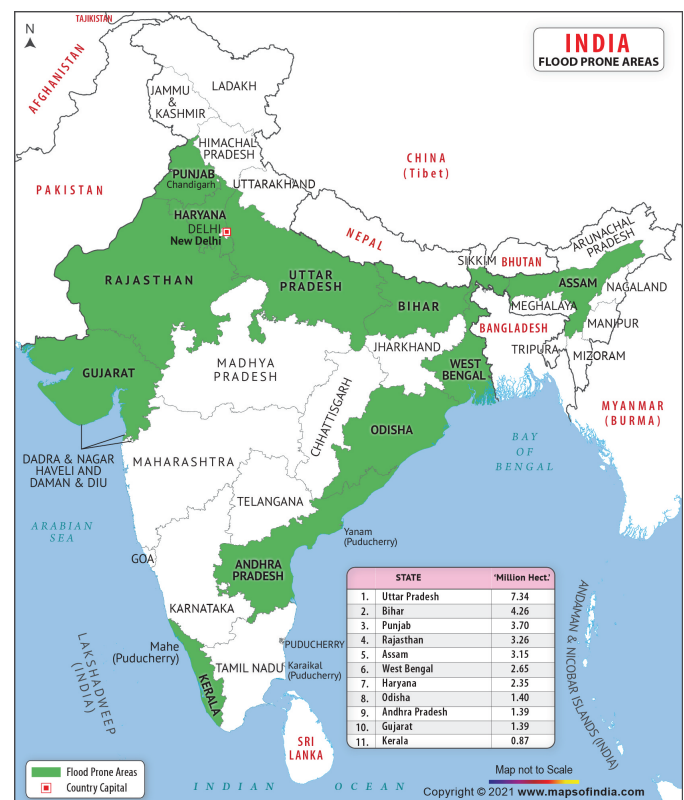 TAJIKISTAN
N
INDIA
FLOOD PRONE AREAS
AFGHANISTAN
LADAKH
JAMMU
&
KASHMIR
HIMACHAL
PRADESH
CHINA
(Tibet)
PUNJAB
Chandigarh
UTTARAKHAND
PAKISTAN
HARYANA
DELHI
New Delhi
NEPAL
ARUNACHAL
PRADESH
SIKKIM
BHUTAN
RAJASTHAN
UTTAR
PRADESH
ASSAM
NAGALAND
BIHAR
MEGHALAYA
MANIPUR
BANGLADESH
JHARKHAND
TRIPURA
MIZORAM
GUJARAT
MADHYA
PRADESH
WEST
BENGAL
CHHATTISGARH
MYANMAR
(BURMA)
ODISHA
BAY
OF
BENGAL
DADRA & NAGAR
HAVELI AND
DAMAN & DIU
MAHARASHTRA
TELANGANA
ARABIAN
SEA
Yanam
(Puducherry)
GOA
ANDHRA
PRADESH
KARNATAKA
Mahe
(Puducherry)
PUDUCHERRY
TAMIL NADU
Karaikal
(Puducherry)
KERALA
LAKSHADWEEP
(INDIA)
ANDAMAN & NICOBAR ISLANDS (INDIA)
SRI
LANKA
STATE 'Million Hect.'
1. Uttar Pradesh 7.34
2. Bihar 4.26
3. Punjab 3.70
4. Rajasthan 3.26
5. Assam 3.15
6. West Bengal 2.65
7. Haryana 2.35
8. Odisha 1.40
9. Andhra Pradesh 1.39
10. Gujarat 1.39
11. Kerala 0.87
Flood Prone Areas
Country Capital
INDIAN OCEAN
Map not to Scale
Copyright © 2021 www.mapsofindia.com